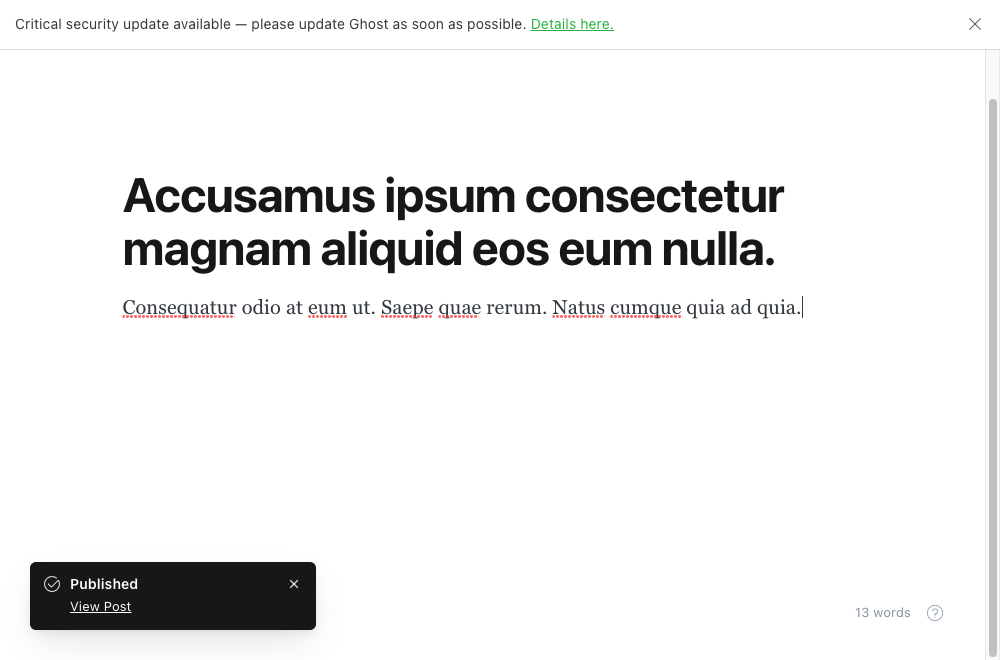 Critical security update available — please update Ghost as soon as possible. Details here.
Accusamus ipsum consectetur
magnam aliquid eos eum nulla.
Consequatur odio at eum ut. Saepe quae rerum. Natus cumque quia ad quia.
Published
View Post
13 words